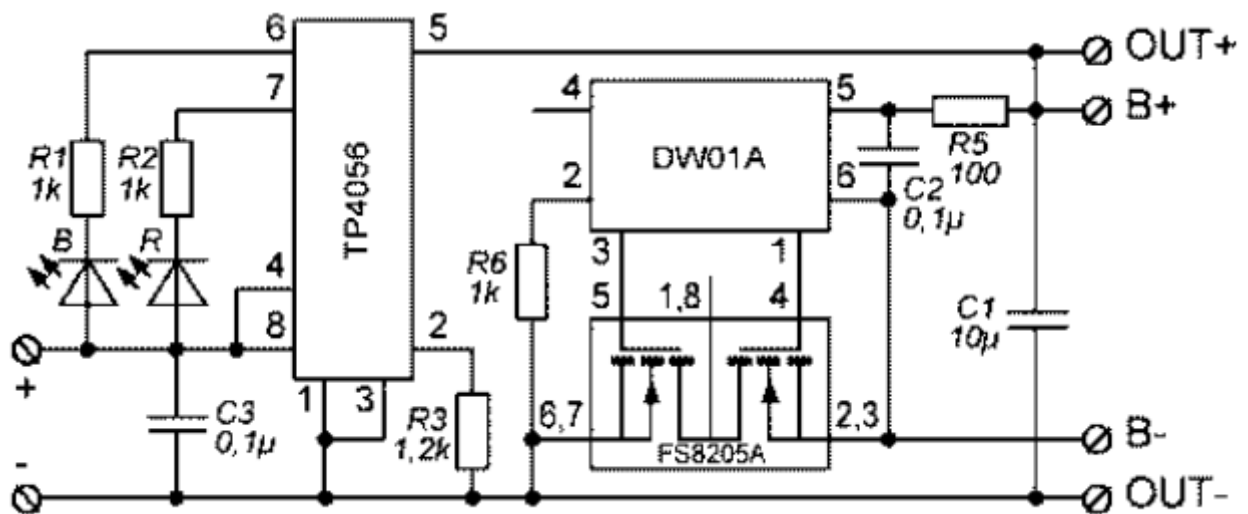 6
5
OUT+
7
4
5
B+
R1
1k
R2
1k
TP4056
DW01A
R5
100
2
6
C2
0,1µ
B
R
4
R6
1k
3
1
8
2
5
1,8
4
C1
10µ
+
1
3
C3
0,1µ
R3
1,2k
6,7
2,3
FS8205A
B-
-
OUT-